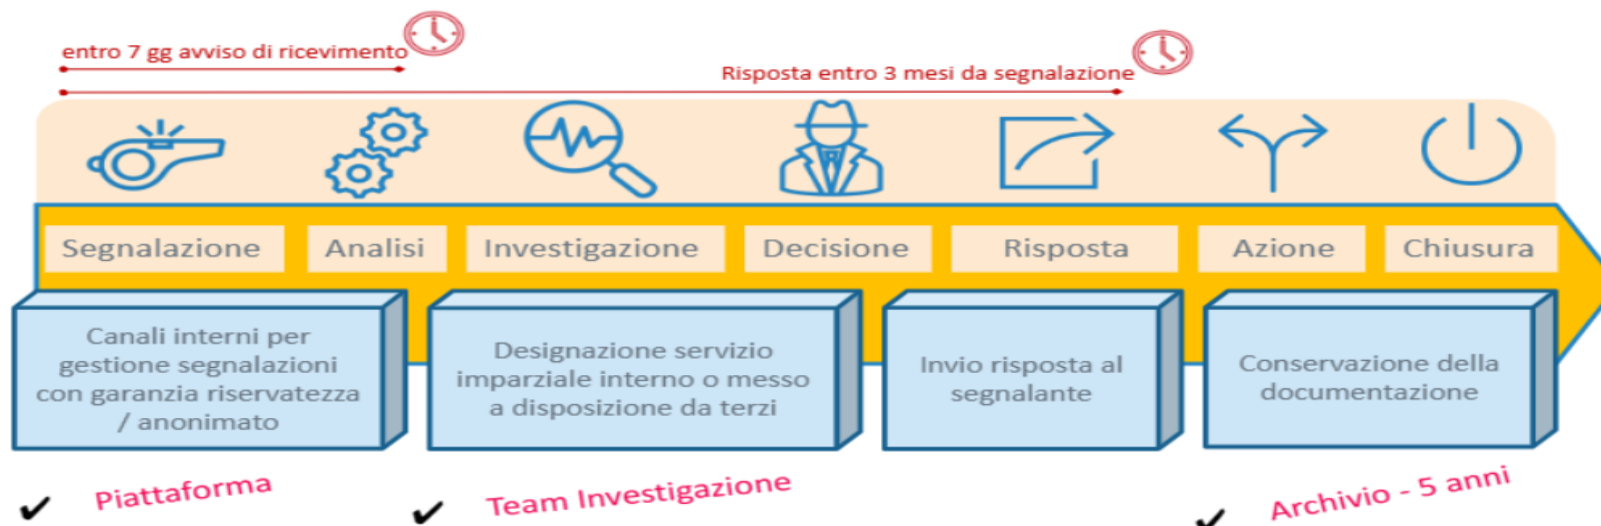 entro 7 gg avviso di ricevimento
Risposta entro 3 mesi da segnalazione
Segnalazione
Analisi
Investigazione
Decisione
Risposta
Azione
Chiusura
Canali interni per
gestione segnalazioni
con garanzia riservatezza
/ anonimato
Designazione servizio
imparziale interno o messo
a disposizione da terzi
Invio risposta al
segnalante
Conservazione della
documentazione
Piattaforma
Team Investigazione
Archivio - 5 anni